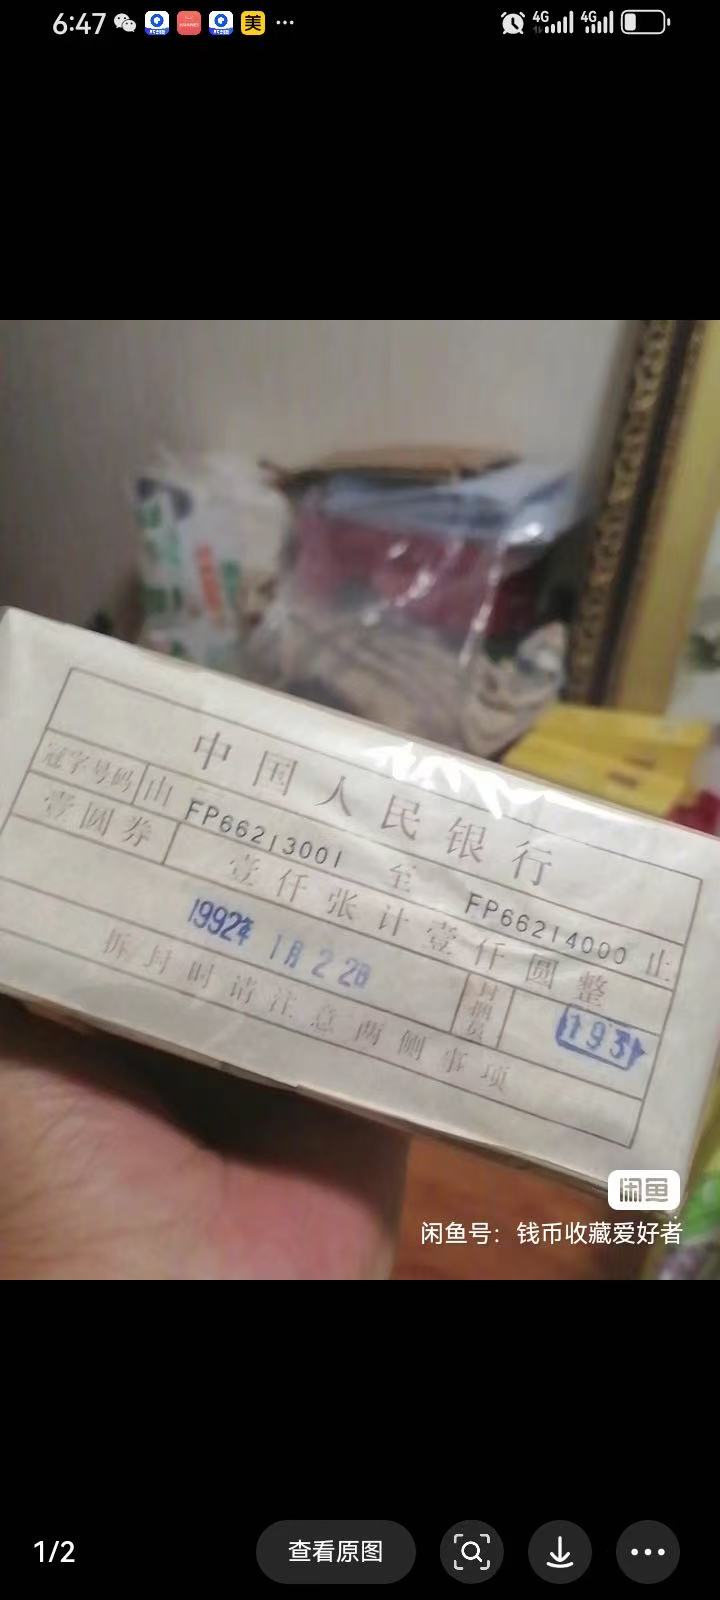 6:47
美
4G 4G
中国人民银行
冠字号码 由 FP66213001 至 FP66214000 止
壹圆券 壹仟张计壹仟圆整
1992年 1月22日
封捆员 193
拆封时请注意两侧事项
闲鱼
闲鱼号：钱币收藏爱好者
1/2
查看原图